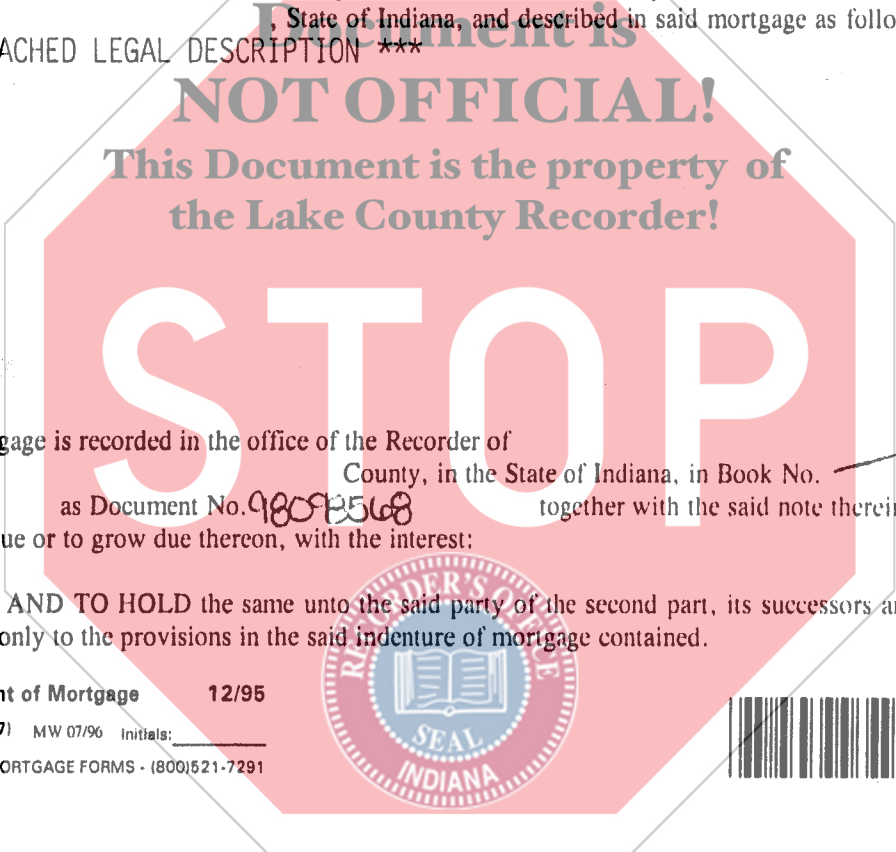 Document is
, State of Indiana, and described in said mortgage as follo
ACHED LEGAL DESCRIPTION ***
NOT OFFICIAL!
This Document is the property of
the Lake County Recorder!
STOP
gage is recorded in the office of the Recorder of
County, in the State of Indiana, in Book No.
as Document No. together with the said note therein
ue or to grow due thereon, with the interest:
AND TO HOLD the same unto the said party of the second part, its successors a
only to the provisions in the said indenture of mortgage contained.
RECORDER'S OFFICE
SEAL
INDIANA
nt of Mortgage 12/95
7) MW 07/96 Initials:
ORTGAGE FORMS - (800)521-7291